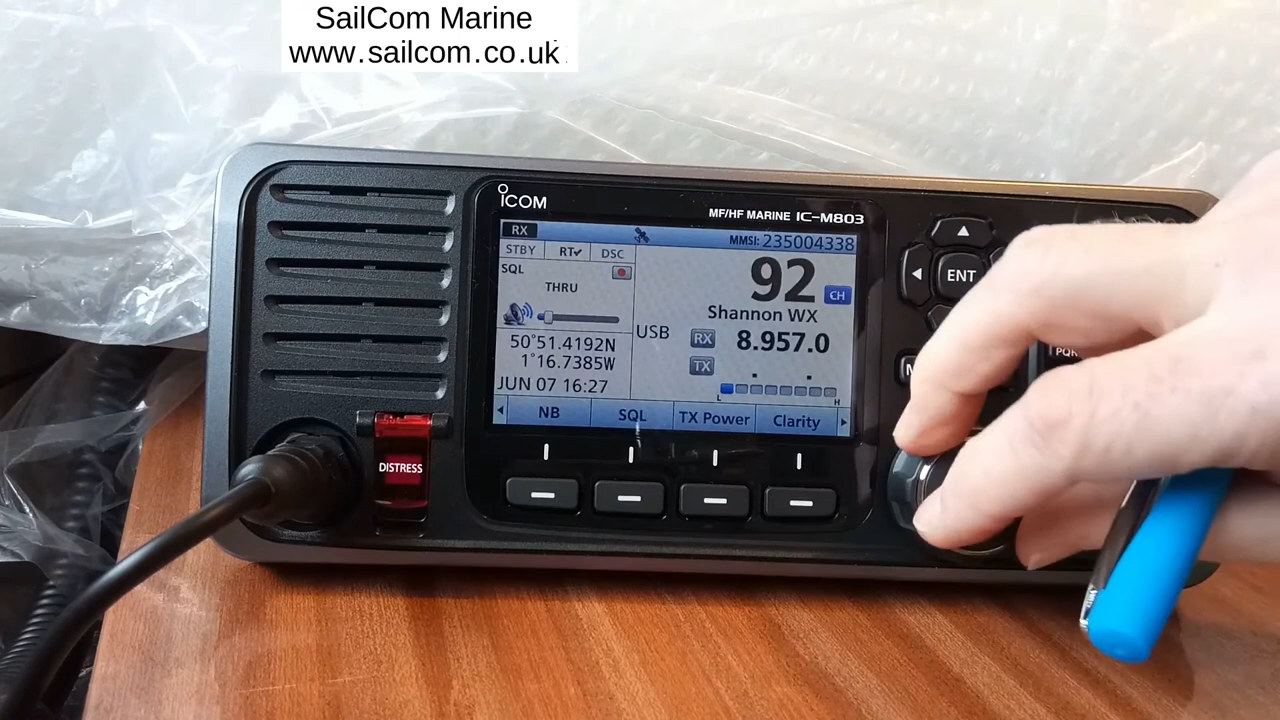 SailCom Marine
www.sailcom.co.uk
ICOM
MF/HF MARINE IC-M803
RX
MMSI: 235004338
STBY RT✓ DSC
SQL
THRU
92 CH
Shannon WX
USB RX 8.957.0
TX
L H
50°51.4192N
1°16.7385W
JUN 07 16:27
NB SQL TX Power Clarity
DISTRESS
ENT
PQR